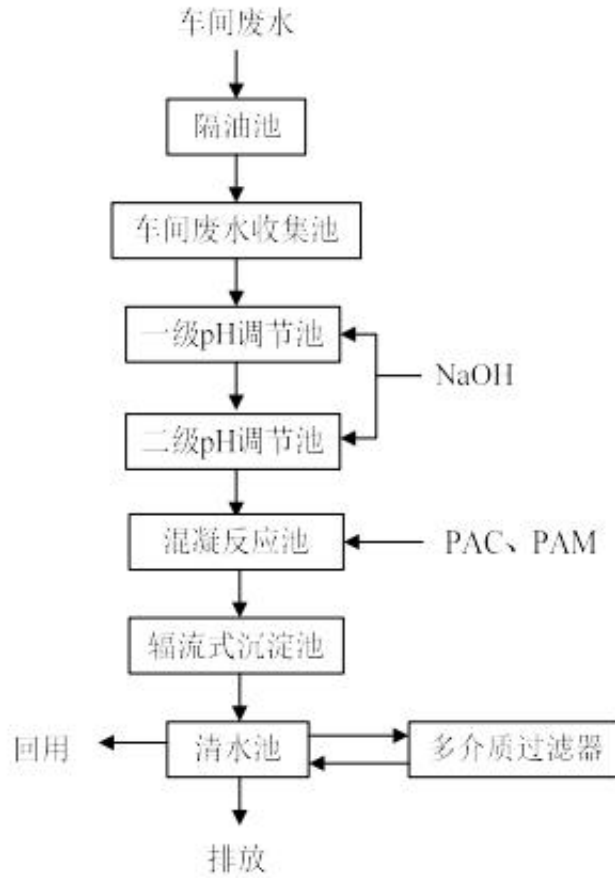 车间废水
隔油池
车间废水收集池
一级pH调节池
NaOH
二级pH调节池
混凝反应池
PAC、PAM
辐流式沉淀池
回用
清水池
多介质过滤器
排放